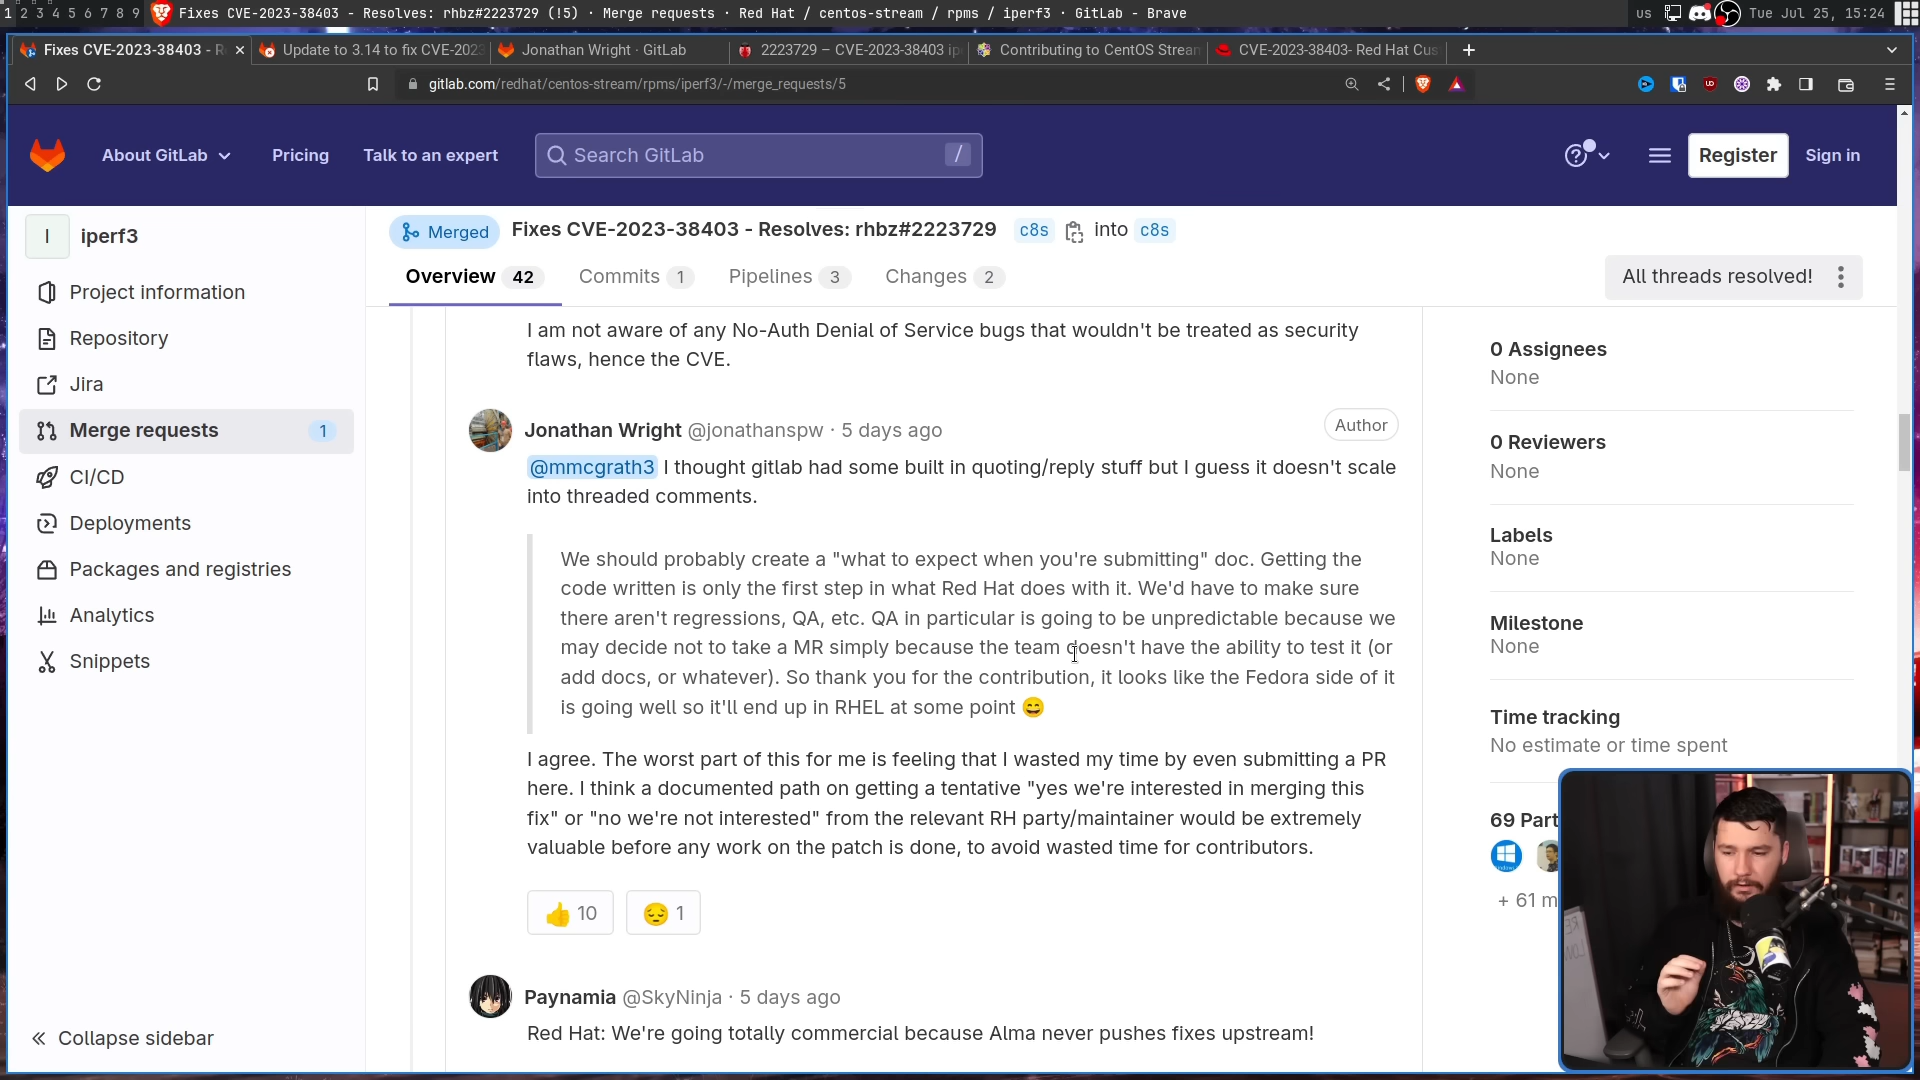 1 2 3 4 5 6 7 8 9 Fixes CVE-2023-38403 - Resolves: rhbz#2223729 (!5) · Merge requests · Red Hat / centos-stream / rpms / iperf3 · GitLab - Brave us Tue Jul 25, 15:24
Fixes CVE-2023-38403 - R Update to 3.14 to fix CVE-2023 Jonathan Wright · GitLab 2223729 – CVE-2023-38403 ip Contributing to CentOS Stream CVE-2023-38403- Red Hat Cus
gitlab.com/redhat/centos-stream/rpms/iperf3/-/merge_requests/5
About GitLab Pricing Talk to an expert Search GitLab / Register Sign in
I iperf3
Project information
Repository
Jira
Merge requests 1
CI/CD
Deployments
Packages and registries
Analytics
Snippets
Collapse sidebar
Merged Fixes CVE-2023-38403 - Resolves: rhbz#2223729 c8s into c8s
Overview 42 Commits 1 Pipelines 3 Changes 2 All threads resolved!
I am not aware of any No-Auth Denial of Service bugs that wouldn't be treated as security
flaws, hence the CVE.
Jonathan Wright @jonathanspw · 5 days ago Author
@mmcgrath3 I thought gitlab had some built in quoting/reply stuff but I guess it doesn't scale
into threaded comments.
We should probably create a "what to expect when you're submitting" doc. Getting the
code written is only the first step in what Red Hat does with it. We'd have to make sure
there aren't regressions, QA, etc. QA in particular is going to be unpredictable because we
may decide not to take a MR simply because the team doesn't have the ability to test it (or
add docs, or whatever). So thank you for the contribution, it looks like the Fedora side of it
is going well so it'll end up in RHEL at some point 😄
I agree. The worst part of this for me is feeling that I wasted my time by even submitting a PR
here. I think a documented path on getting a tentative "yes we're interested in merging this
fix" or "no we're not interested" from the relevant RH party/maintainer would be extremely
valuable before any work on the patch is done, to avoid wasted time for contributors.
👍 10 😔 1
Paynamia @SkyNinja · 5 days ago
Red Hat: We're going totally commercial because Alma never pushes fixes upstream!
0 Assignees
None
0 Reviewers
None
Labels
None
Milestone
None
Time tracking
No estimate or time spent
69 Part
+ 61 m